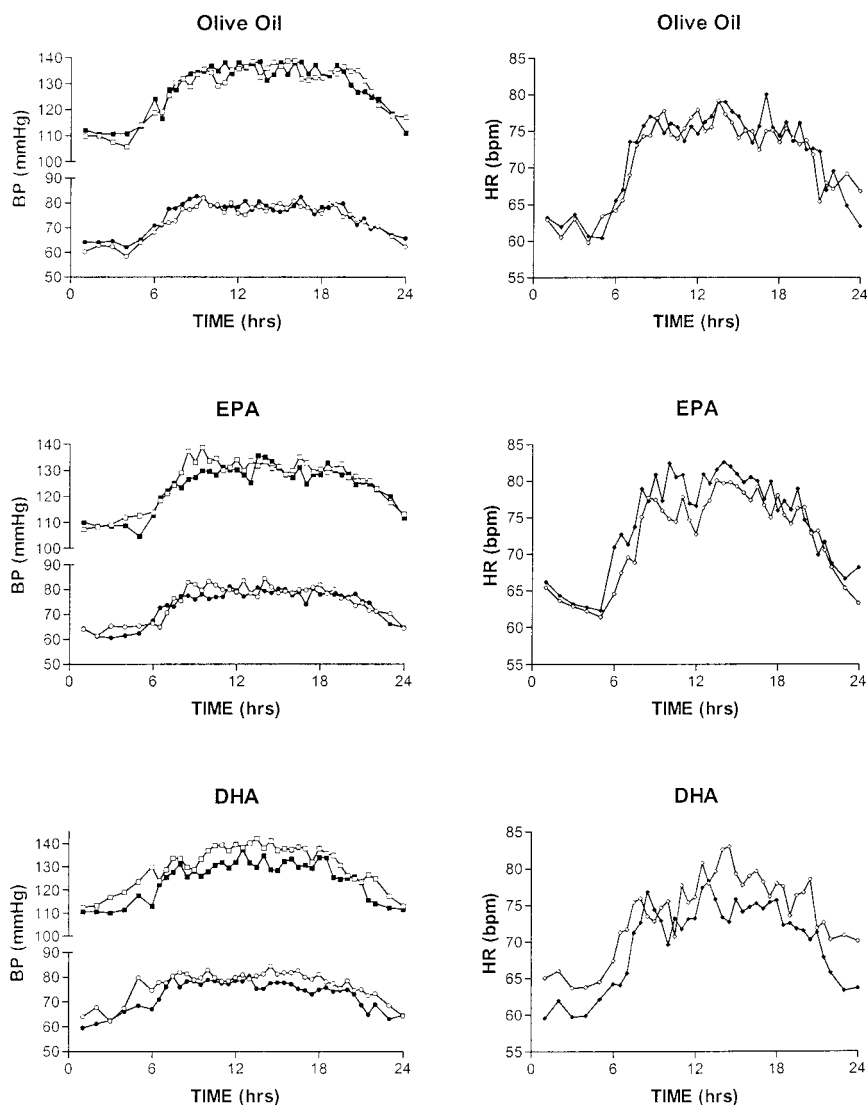 Olive Oil
140
130
120
110
100
90
80
70
60
50
BP (mmHg)
0 6 12 18 24
TIME (hrs)
Olive Oil
85
80
75
70
65
60
55
HR (bpm)
0 6 12 18 24
TIME (hrs)
EPA
140
130
120
110
100
90
80
70
60
50
BP (mmHg)
0 6 12 18 24
TIME (hrs)
EPA
85
80
75
70
65
60
55
HR (bpm)
0 6 12 18 24
TIME (hrs)
DHA
140
130
120
110
100
90
80
70
60
50
BP (mmHg)
0 6 12 18 24
TIME (hrs)
DHA
85
80
75
70
65
60
55
HR (bpm)
0 6 12 18 24
TIME (hrs)